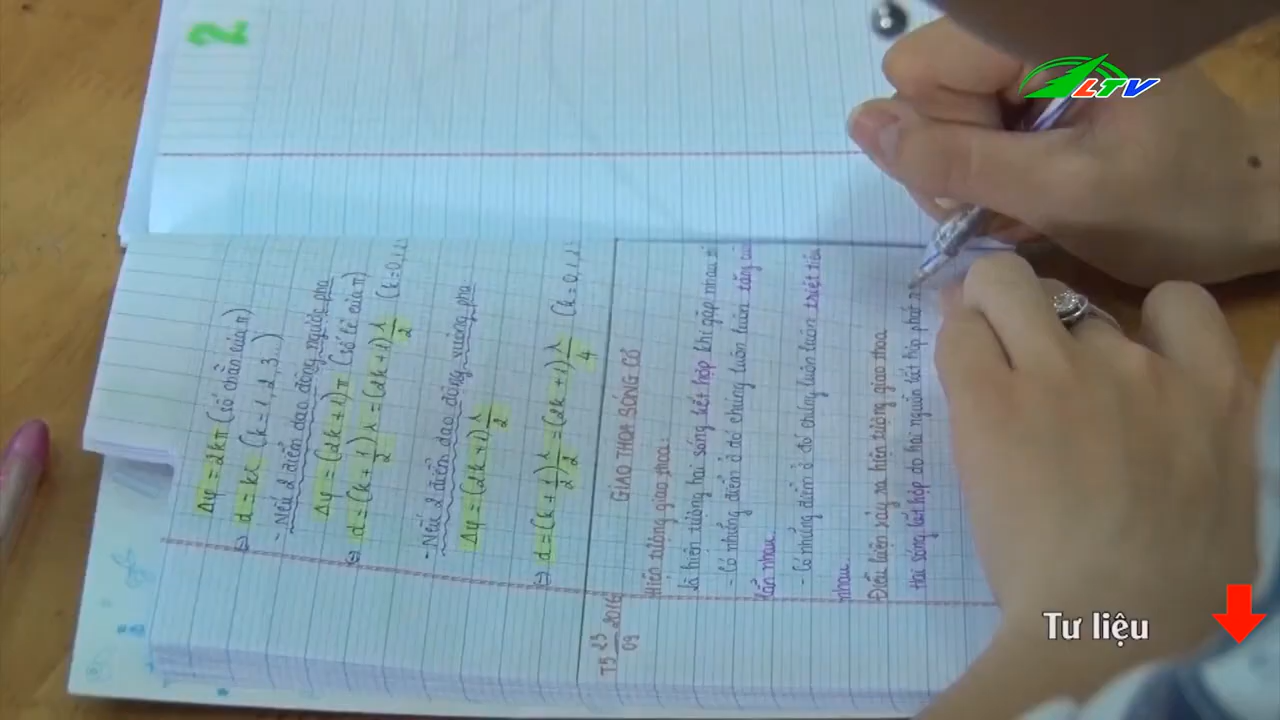 2
Δφ = 2kπ (số chẵn của π)
(=) d = kλ (k = 1, 2, 3...)
- Nếu 2 điểm dao động ngược pha
Δφ = (2k + 1)π (số lẻ của π)
(=) d = (k + 1/2)λ = (2k + 1)λ/2 (k = 0, 1,
- Nếu 2 điểm dao động vuông pha
Δφ = (2k + 1)λ/2
(=) d = (k + 1/2)λ/2 = (2k + 1)λ/4 (k = 0, 1,
T5 23/09 2016
GIAO THOA SÓNG CƠ
Hiện tượng giao thoa:
là hiện tượng hai sóng kết hợp khi gặp nhau
- Có những điểm ở đó chúng luôn luôn tăng
lẫn nhau.
- Có những điểm ở đó chúng luôn luôn triệt tiêu
nhau.
Điều kiện xảy ra hiện tượng giao thoa
Hai sóng kết hợp do hai nguồn kết hợp phát
LTV
Tư liệu